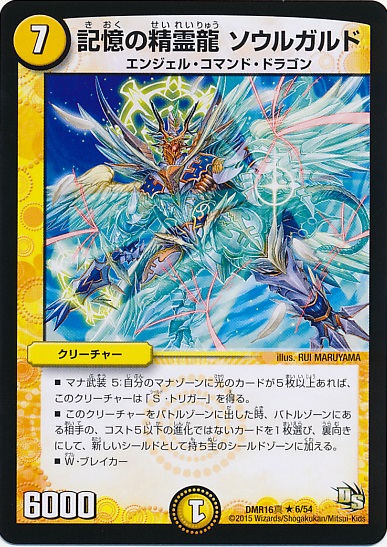 7
きおく せいれいりゅう
記憶の精霊龍 ソウルガルド
エンジェル・コマンド・ドラゴン
クリーチャー
illus. RUI MARUYAMA
■ マナ武装 5:自分のマナゾーンに光のカードが5枚以上あれば、
このクリーチャーは「S・トリガー」を得る。
■ このクリーチャーをバトルゾーンに出した時、バトルゾーンにあ
る相手の、コスト5以下の進化ではないカードを1枚選び、裏向き
にして、新しいシールドとして持ち主のシールドゾーンに加える。
■ W・ブレイカー
6000
1
DMR16真 ★ 6/54
©2015 Wizards/Shogakukan/Mitsui-Kids
DS